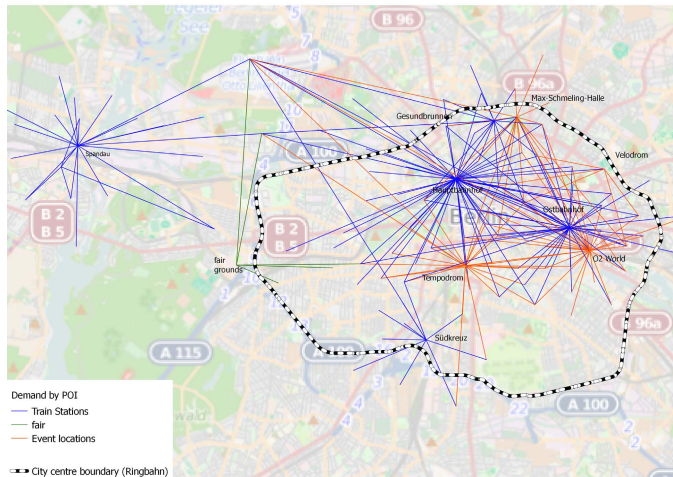 B 96
B 96a
Max-Schmeling-Halle
Gesundbrunnen
Spandau
Velodrom
Hauptbahnhof
Ostbahnhof
Berlin
B 2
B 5
B 2
B 5
fair
grounds
O2-World
Tempodrom
B 96a
Südkreuz
A 115
A 100
A 100
Demand by POI
Train Stations
fair
Event locations
City centre boundary (Ringbahn)